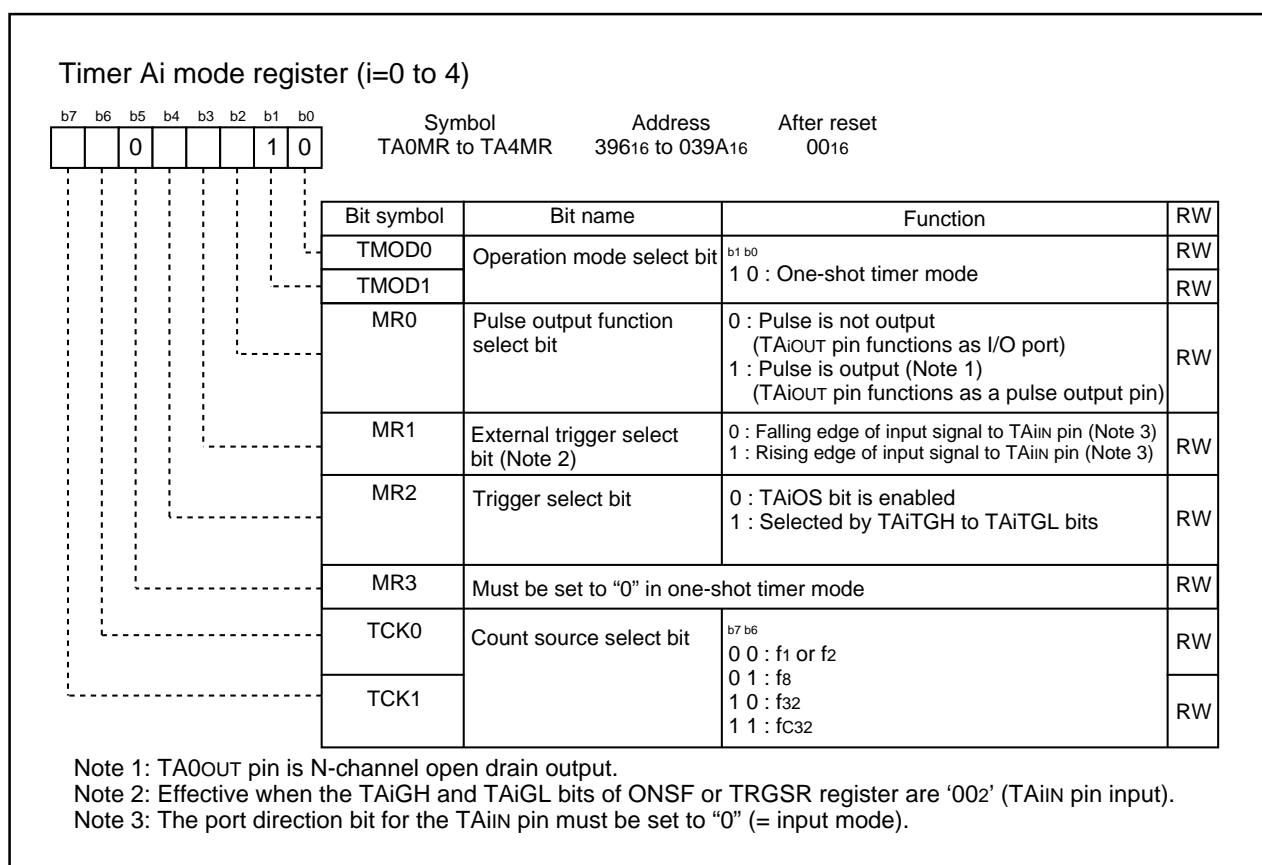 Timer Ai mode register (i=0 to 4)
b7 b6 b5 b4 b3 b2 b1 b0
0 1 0
Symbol Address After reset
TA0MR to TA4MR 39616 to 039A16 0016
Bit symbol Bit name Function RW
TMOD0 Operation mode select bit b1 b0 RW
1 0 : One-shot timer mode
TMOD1 RW
MR0 Pulse output function select bit 0 : Pulse is not output
(TAiOUT pin functions as I/O port)
1 : Pulse is output (Note 1)
(TAiOUT pin functions as a pulse output pin) RW
MR1 External trigger select bit (Note 2) 0 : Falling edge of input signal to TAiIN pin (Note 3)
1 : Rising edge of input signal to TAiIN pin (Note 3) RW
MR2 Trigger select bit 0 : TAiOS bit is enabled
1 : Selected by TAiTGH to TAiTGL bits RW
MR3 Must be set to “0” in one-shot timer mode RW
TCK0 Count source select bit b7 b6
0 0 : f1 or f2 RW
0 1 : f8
TCK1 1 0 : f32
1 1 : fC32 RW
Note 1: TA0OUT pin is N-channel open drain output.
Note 2: Effective when the TAiGH and TAiGL bits of ONSF or TRGSR register are ‘002’ (TAiIN pin input).
Note 3: The port direction bit for the TAiIN pin must be set to “0” (= input mode).